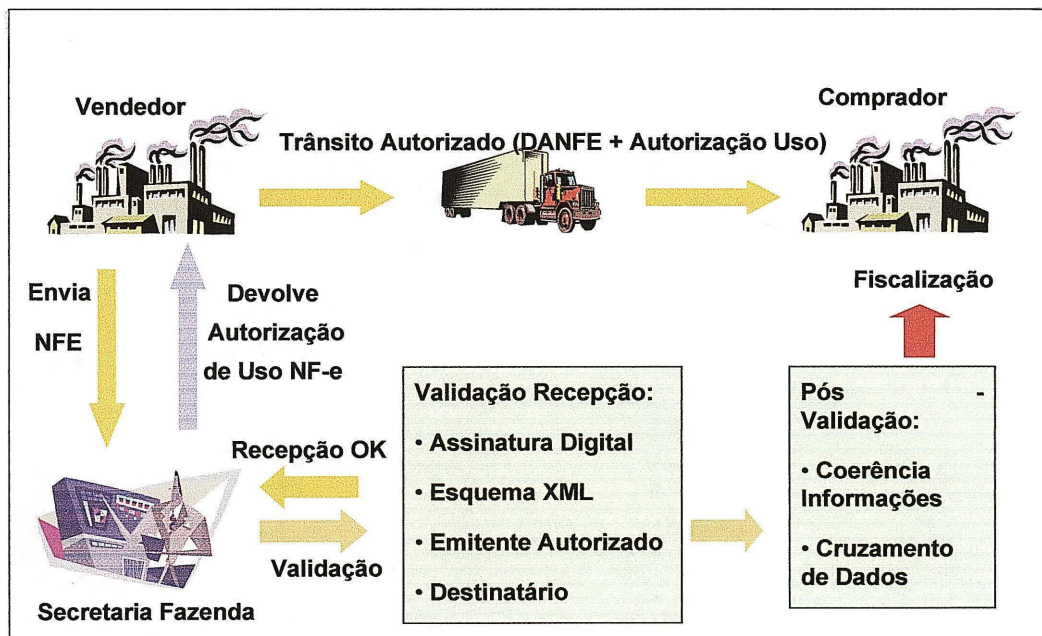 Vendedor
Comprador
Trânsito Autorizado (DANFE + Autorização Uso)
Envia
NFE
Devolve
Autorização
de Uso NF-e
Fiscalização
Recepção OK
Validação
Secretaria Fazenda
Validação Recepção:
• Assinatura Digital
• Esquema XML
• Emitente Autorizado
• Destinatário
Pós -
Validação:
• Coerência
Informações
• Cruzamento
de Dados